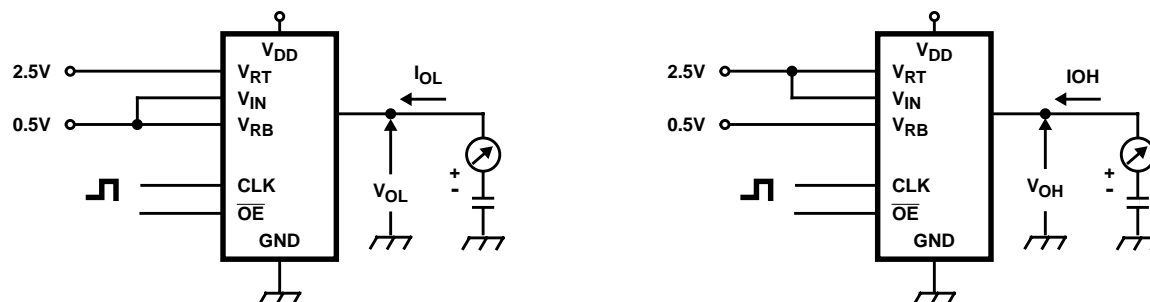 VDD
2.5V
VRT
IOL
VIN
0.5V
VRB
+
-
CLK
VOL
OE
GND
VDD
2.5V
VRT
IOH
VIN
0.5V
VRB
+
-
CLK
VOH
OE
GND